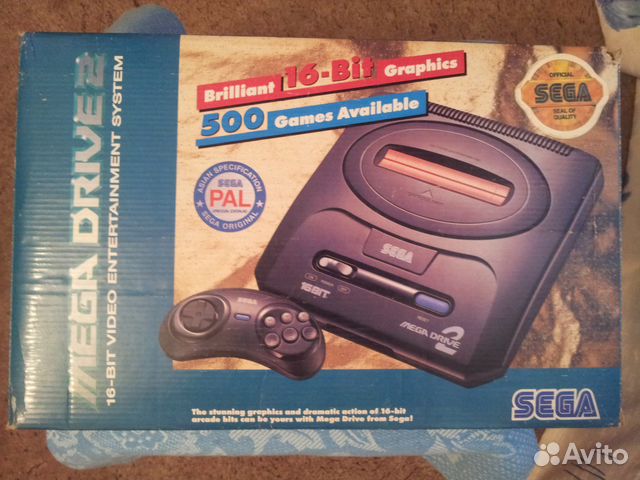 MEGA DRIVE 2
16-BIT VIDEO ENTERTAINMENT SYSTEM
Brilliant 16-Bit Graphics
500 Games Available
OFFICIAL
SEGA
SEAL OF
QUALITY
ASIAN SPECIFICATION
SEGA
PAL
SEGA ORIGINAL
SEGA
16BIT
RESET
MEGA DRIVE 2
SEGA
The stunning graphics and dramatic action of 16-bit
arcade hits can be yours with Mega Drive from Sega!
SEGA
Avito